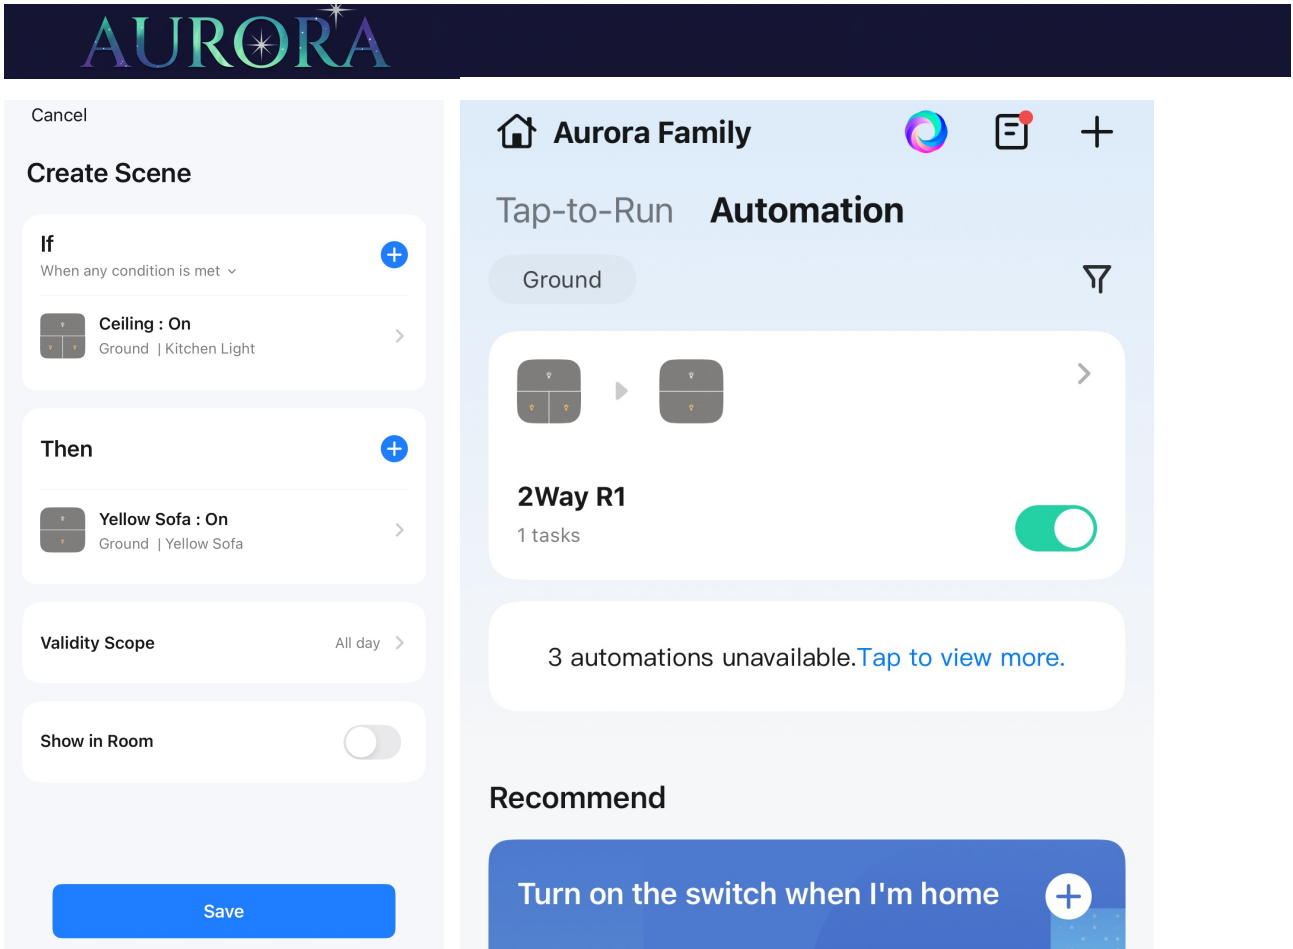 AURORA
Cancel
Create Scene
If
When any condition is met
Ceiling : On
Ground | Kitchen Light
Then
Yellow Sofa : On
Ground | Yellow Sofa
Validity Scope
All day
Show in Room
Save
Aurora Family
Tap-to-Run Automation
Ground
2Way R1
1 tasks
3 automations unavailable.Tap to view more.
Recommend
Turn on the switch when I'm home